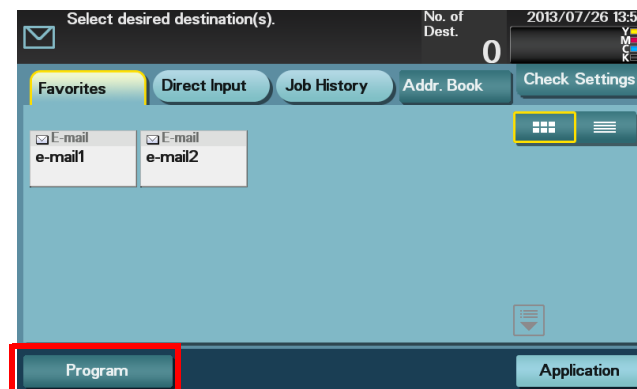 Select desired destination(s).
No. of
Dest.
0
2013/07/26 13:5
Y
M
C
K
Favorites
Direct Input
Job History
Addr. Book
Check Settings
E-mail
e-mail1
E-mail
e-mail2
Program
Application